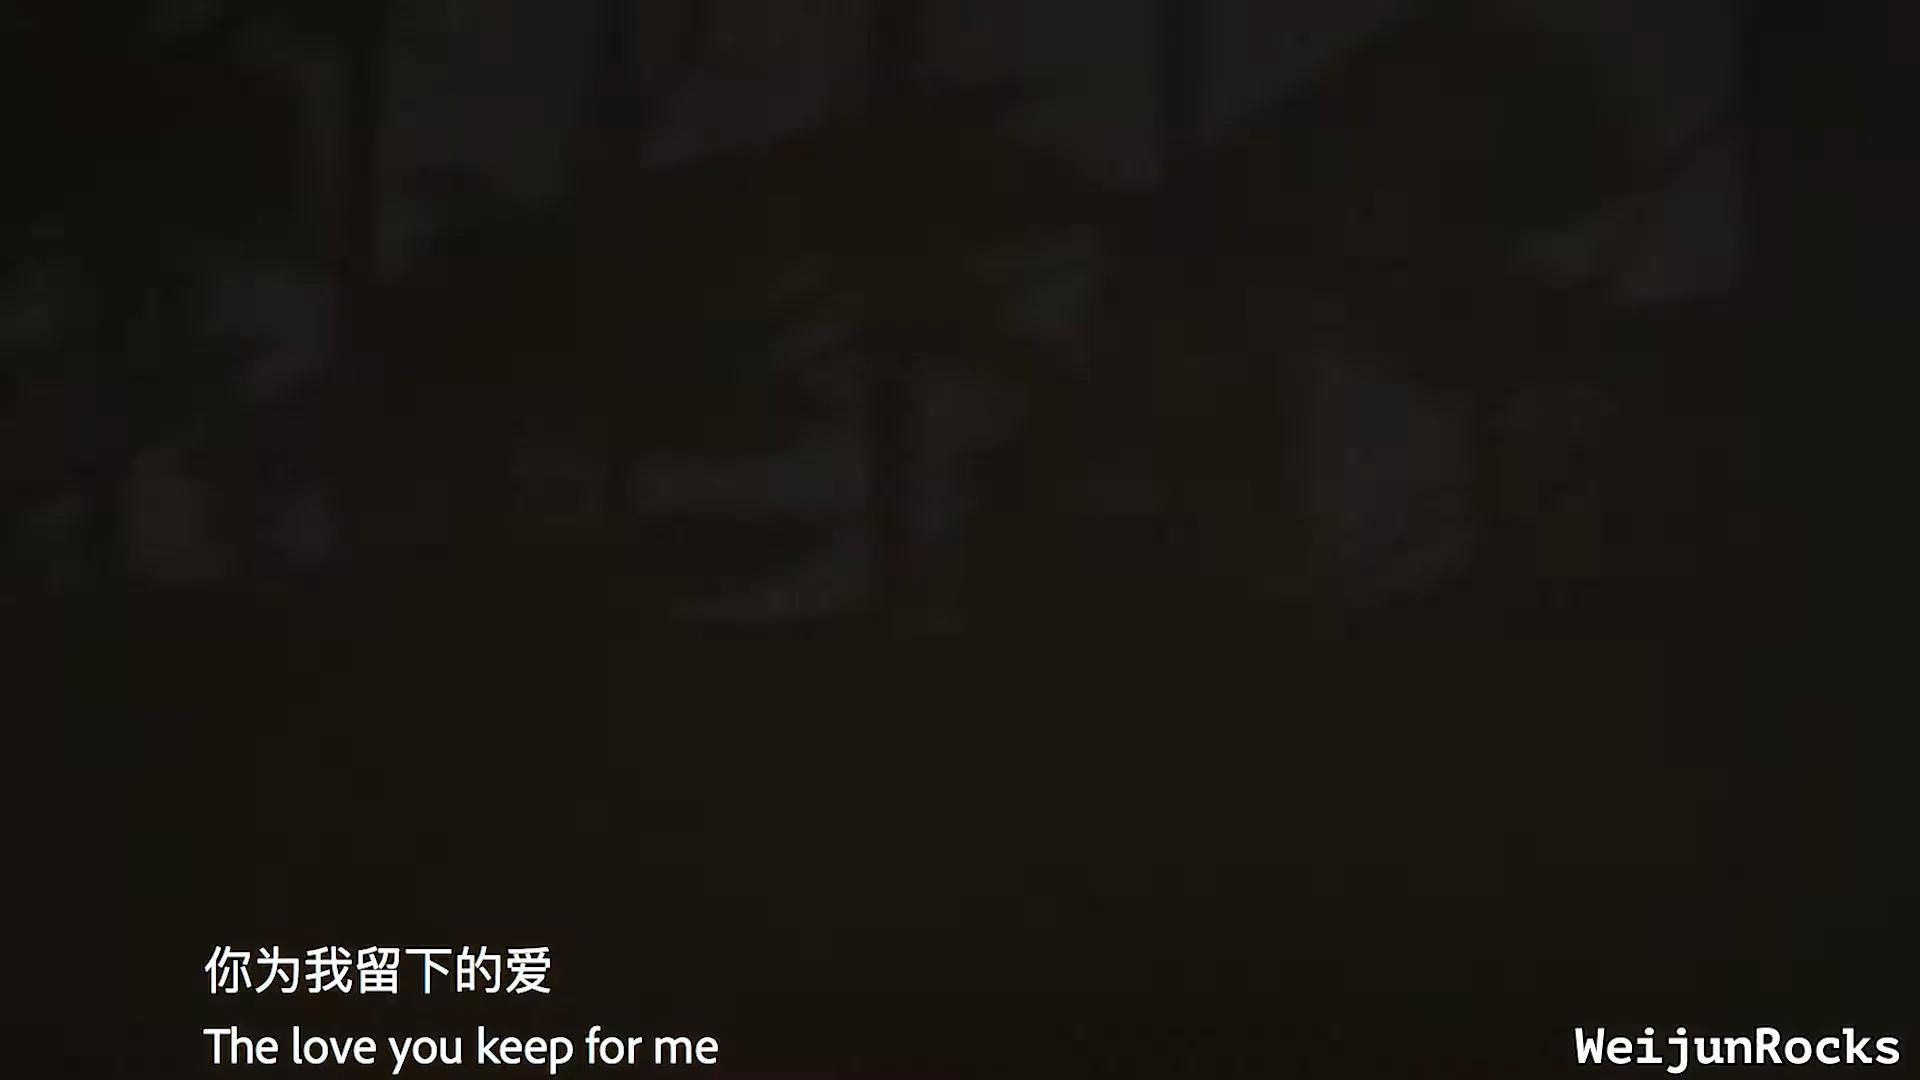 你为我留下的爱
The love you keep for me
WeijunRocks